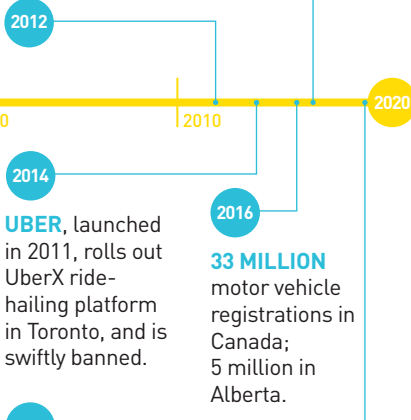 2012
2020
0
2010
2014
UBER, launched
in 2011, rolls out
UberX ride-
hailing platform
in Toronto, and is
swiftly banned.
2016
33 MILLION
motor vehicle
registrations in
Canada;
5 million in
Alberta.